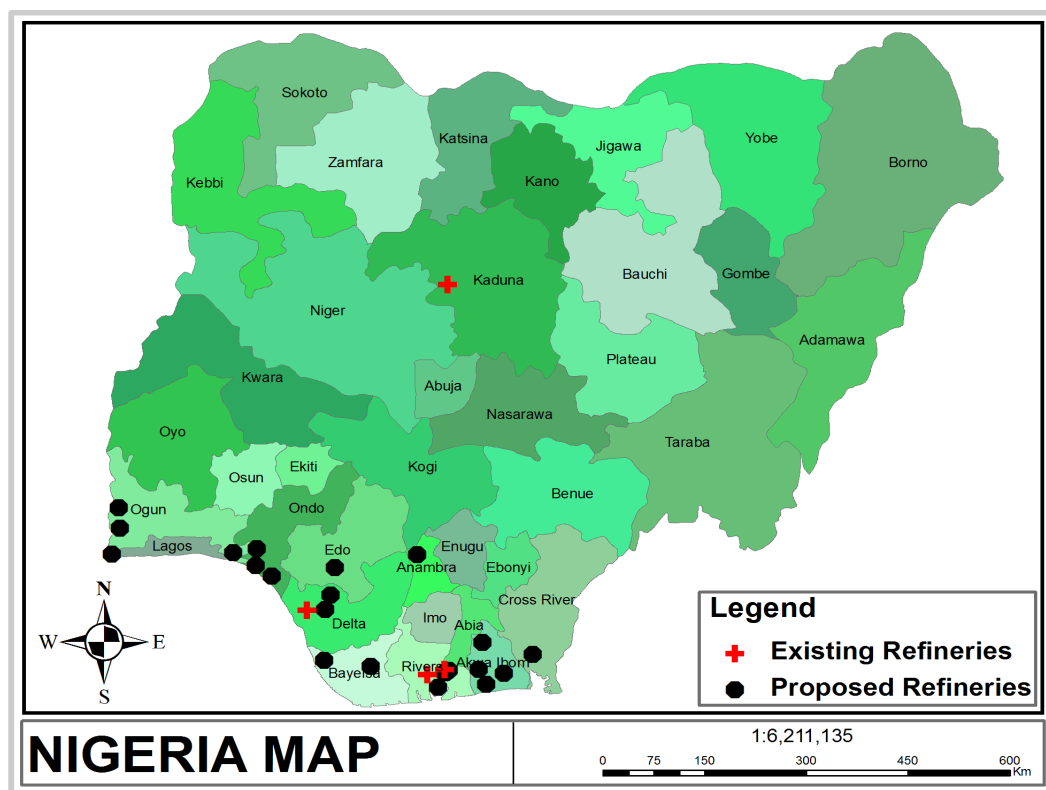 Sokoto
Katsina
Zamfara
Jigawa
Yobe
Borno
Kebbi
Kano
Kaduna
Bauchi
Gombe
Niger
Adamawa
Plateau
Kwara
Abuja
Nasarawa
Oyo
Taraba
Osun
Ekiti
Kogi
Benue
Ogun
Ondo
Lagos
Edo
Enugu
Anambra
Ebonyi
Cross River
Imo
Abia
Delta
Bayelsa
Rivers
Akwa Ibom
N
W
E
S
Legend
Existing Refineries
Proposed Refineries
NIGERIA MAP
1:6,211,135
0 75 150 300 450 600
Km